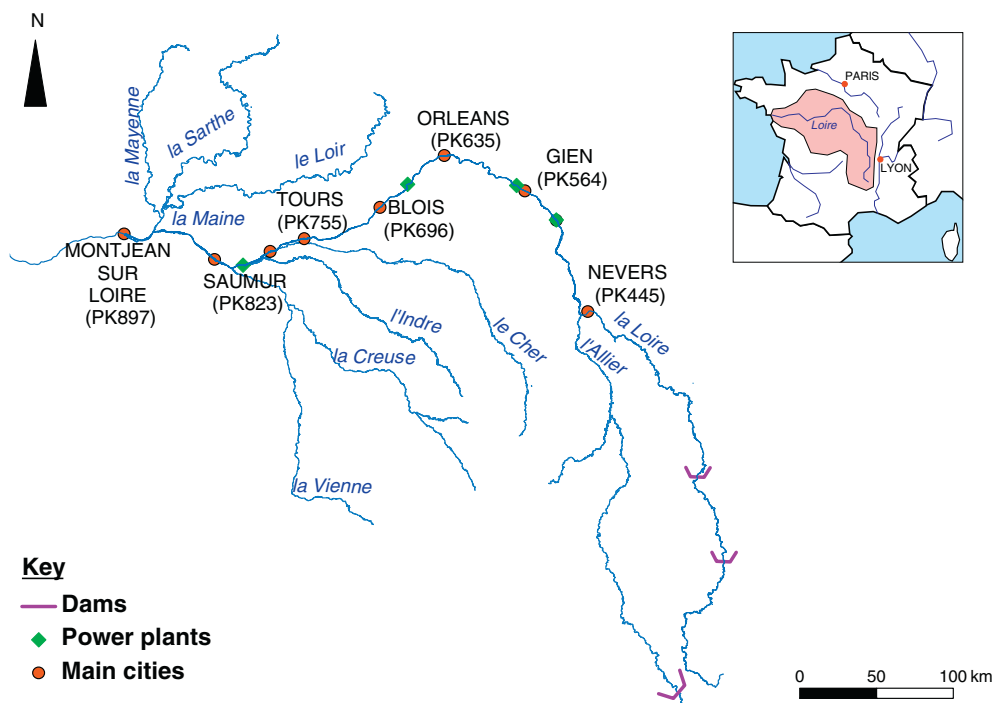 N
la Mayenne
la Sarthe
le Loir
la Maine
ORLEANS
(PK635)
GIEN
(PK564)
TOURS
(PK755)
BLOIS
(PK696)
MONTJEAN
SUR
LOIRE
(PK897)
SAUMUR
(PK823)
NEVERS
(PK445)
la Loire
l'Allier
le Cher
l'Indre
la Creuse
la Vienne
PARIS
Loire
LYON
Key
Dams
Power plants
Main cities
0 50 100 km